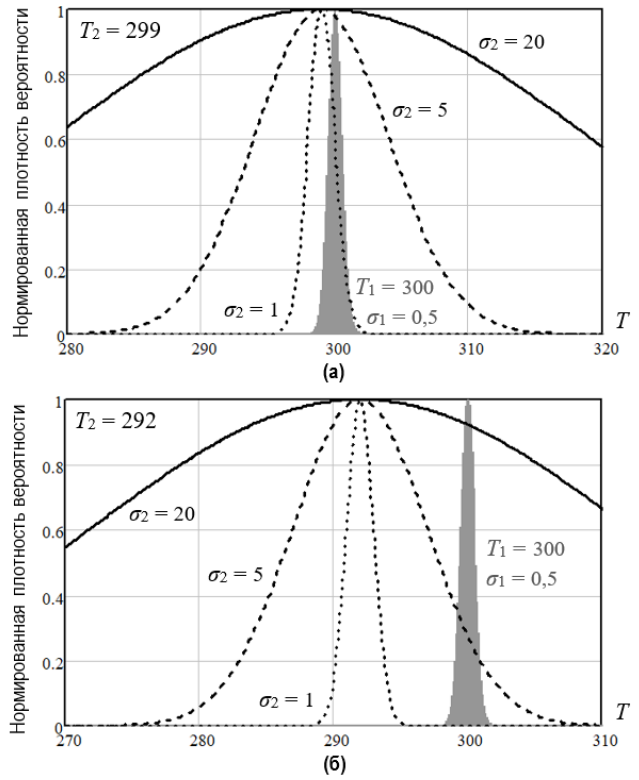 Нормированная плотность вероятности
1
0.8
0.6
0.4
0.2
0
T₂ = 299
σ₂ = 20
σ₂ = 5
σ₂ = 1
T₁ = 300
σ₁ = 0,5
T
280 290 300 310 320
(а)
Нормированная плотность вероятности
1
0.8
0.6
0.4
0.2
0
T₂ = 292
σ₂ = 20
σ₂ = 5
σ₂ = 1
T₁ = 300
σ₁ = 0,5
T
270 280 290 300 310
(б)